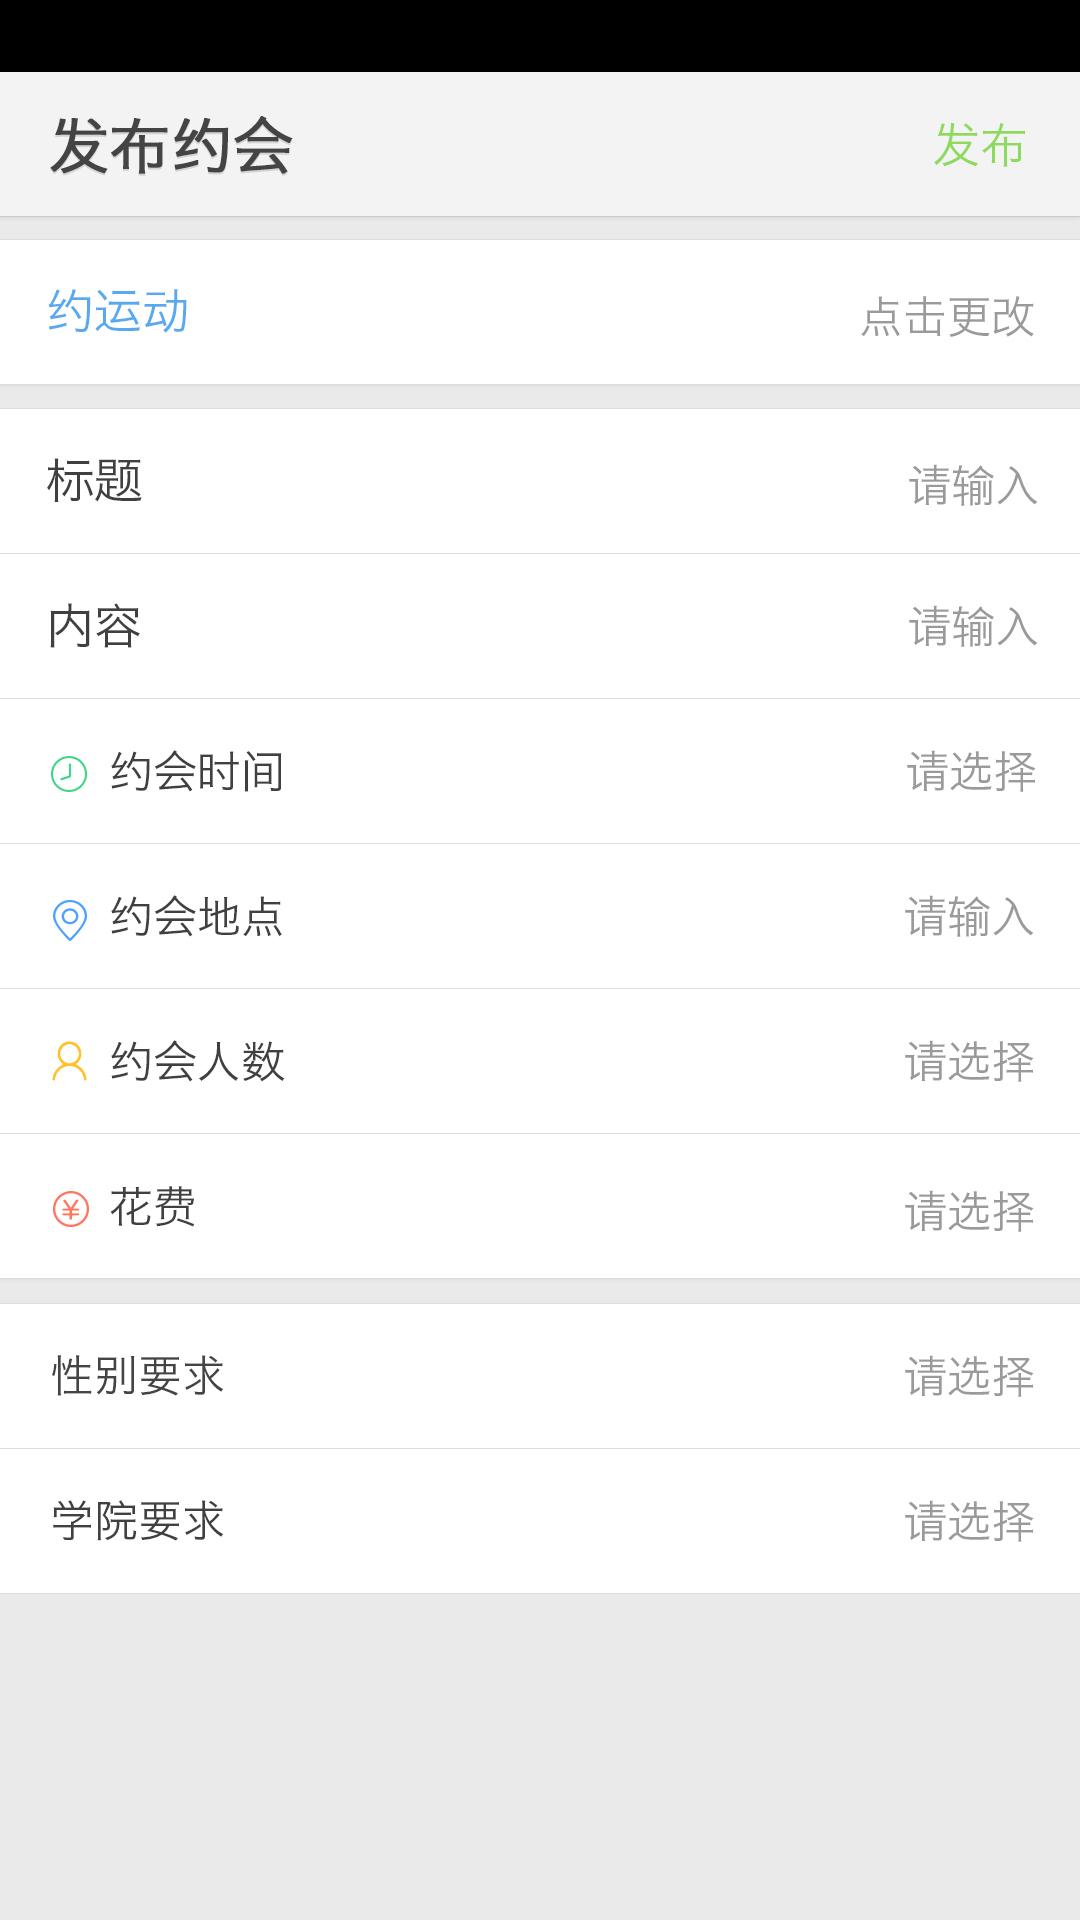 发布约会 发布
约运动 点击更改
标题 请输入
内容 请输入
约会时间 请选择
约会地点 请输入
约会人数 请选择
¥ 花费 请选择
性别要求 请选择
学院要求 请选择